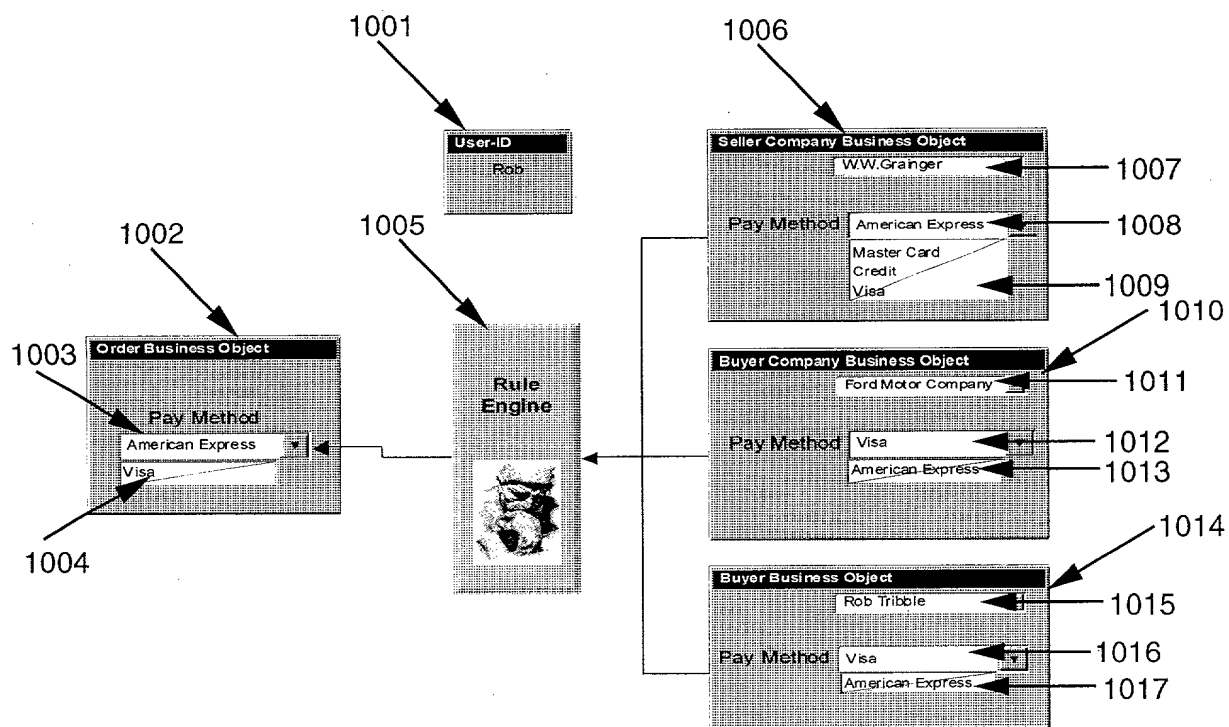 1001
1006
User-ID
Rob
Seller Company Business Object
W.W.Grainger
1007
Pay Method
American Express
1008
Master Card
Credit
Visa
1009
1002
1005
1010
Order Business Object
1003
Pay Method
American Express
Visa
1004
Rule
Engine
Buyer Company Business Object
Ford Motor Company
1011
Pay Method
Visa
1012
American Express
1013
1014
Buyer Business Object
Rob Tribble
1015
Pay Method
Visa
1016
American Express
1017